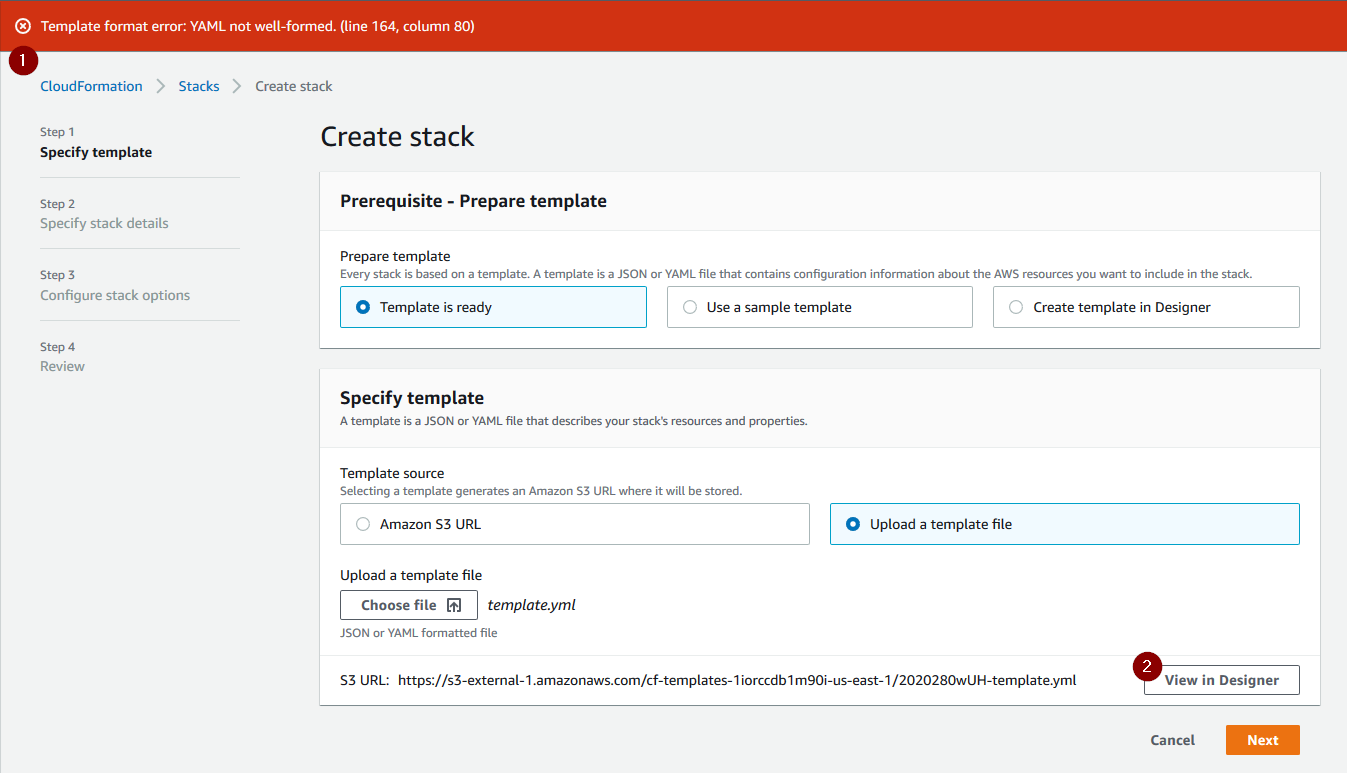 Template format error: YAML not well-formed. (line 164, column 80)
1
CloudFormation > Stacks > Create stack
Step 1
Specify template
Step 2
Specify stack details
Step 3
Configure stack options
Step 4
Review
Create stack
Prerequisite - Prepare template
Prepare template
Every stack is based on a template. A template is a JSON or YAML file that contains configuration information about the AWS resources you want to include in the stack.
Template is ready
Use a sample template
Create template in Designer
Specify template
A template is a JSON or YAML file that describes your stack's resources and properties.
Template source
Selecting a template generates an Amazon S3 URL where it will be stored.
Amazon S3 URL
Upload a template file
Upload a template file
Choose file template.yml
JSON or YAML formatted file
S3 URL: https://s3-external-1.amazonaws.com/cf-templates-1iorccdb1m90i-us-east-1/2020280wUH-template.yml
2
View in Designer
Cancel
Next